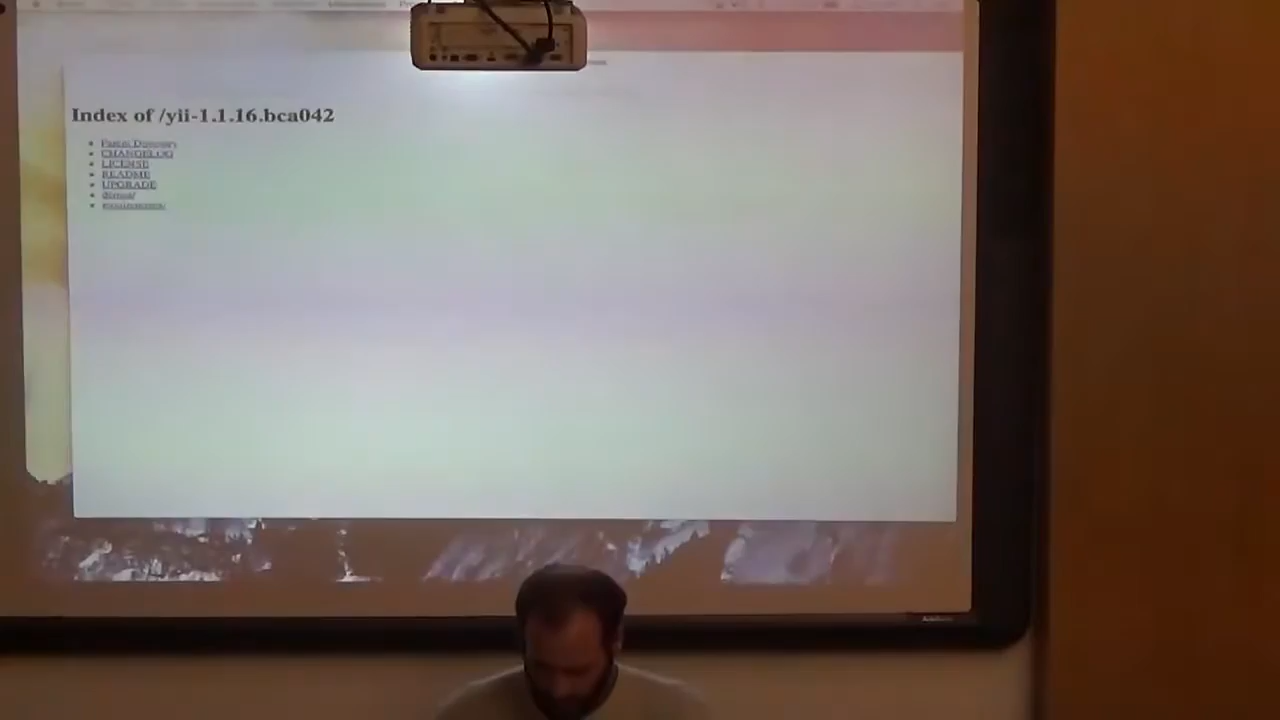 Index of /yii-1.1.16.bca042
Parent Directory
CHANGELOG
LICENSE
README
UPGRADE